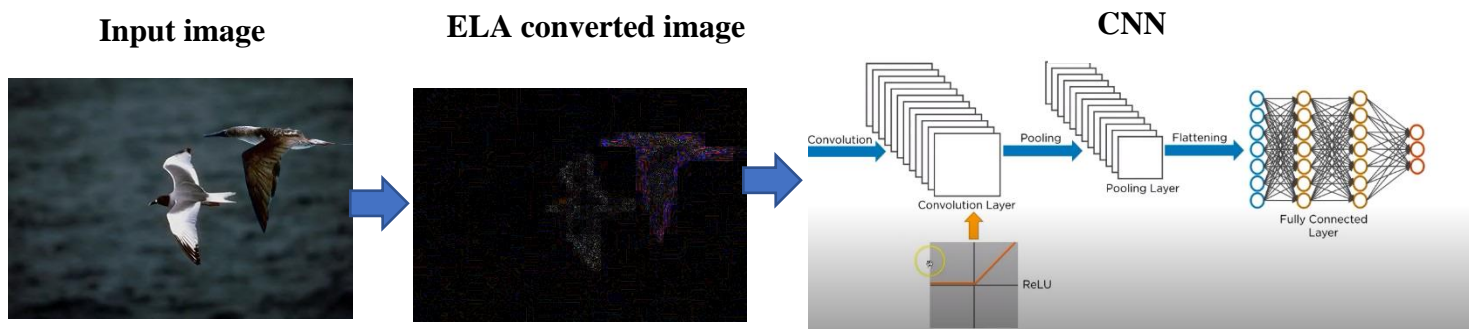 Input image
ELA converted image
CNN
Convolution
Pooling
Flattening
Convolution Layer
Pooling Layer
Fully Connected
Layer
ReLU